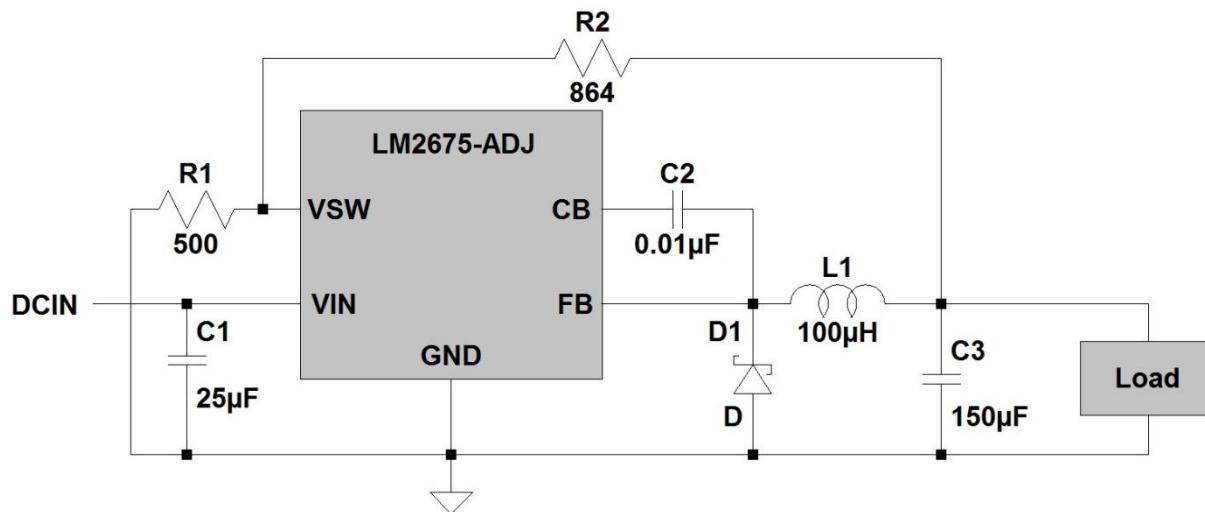 R2
864
LM2675-ADJ
R1
500
VSW
CB
C2
0.01µF
DCIN
VIN
FB
L1
100µH
C1
25µF
GND
D1
D
C3
150µF
Load